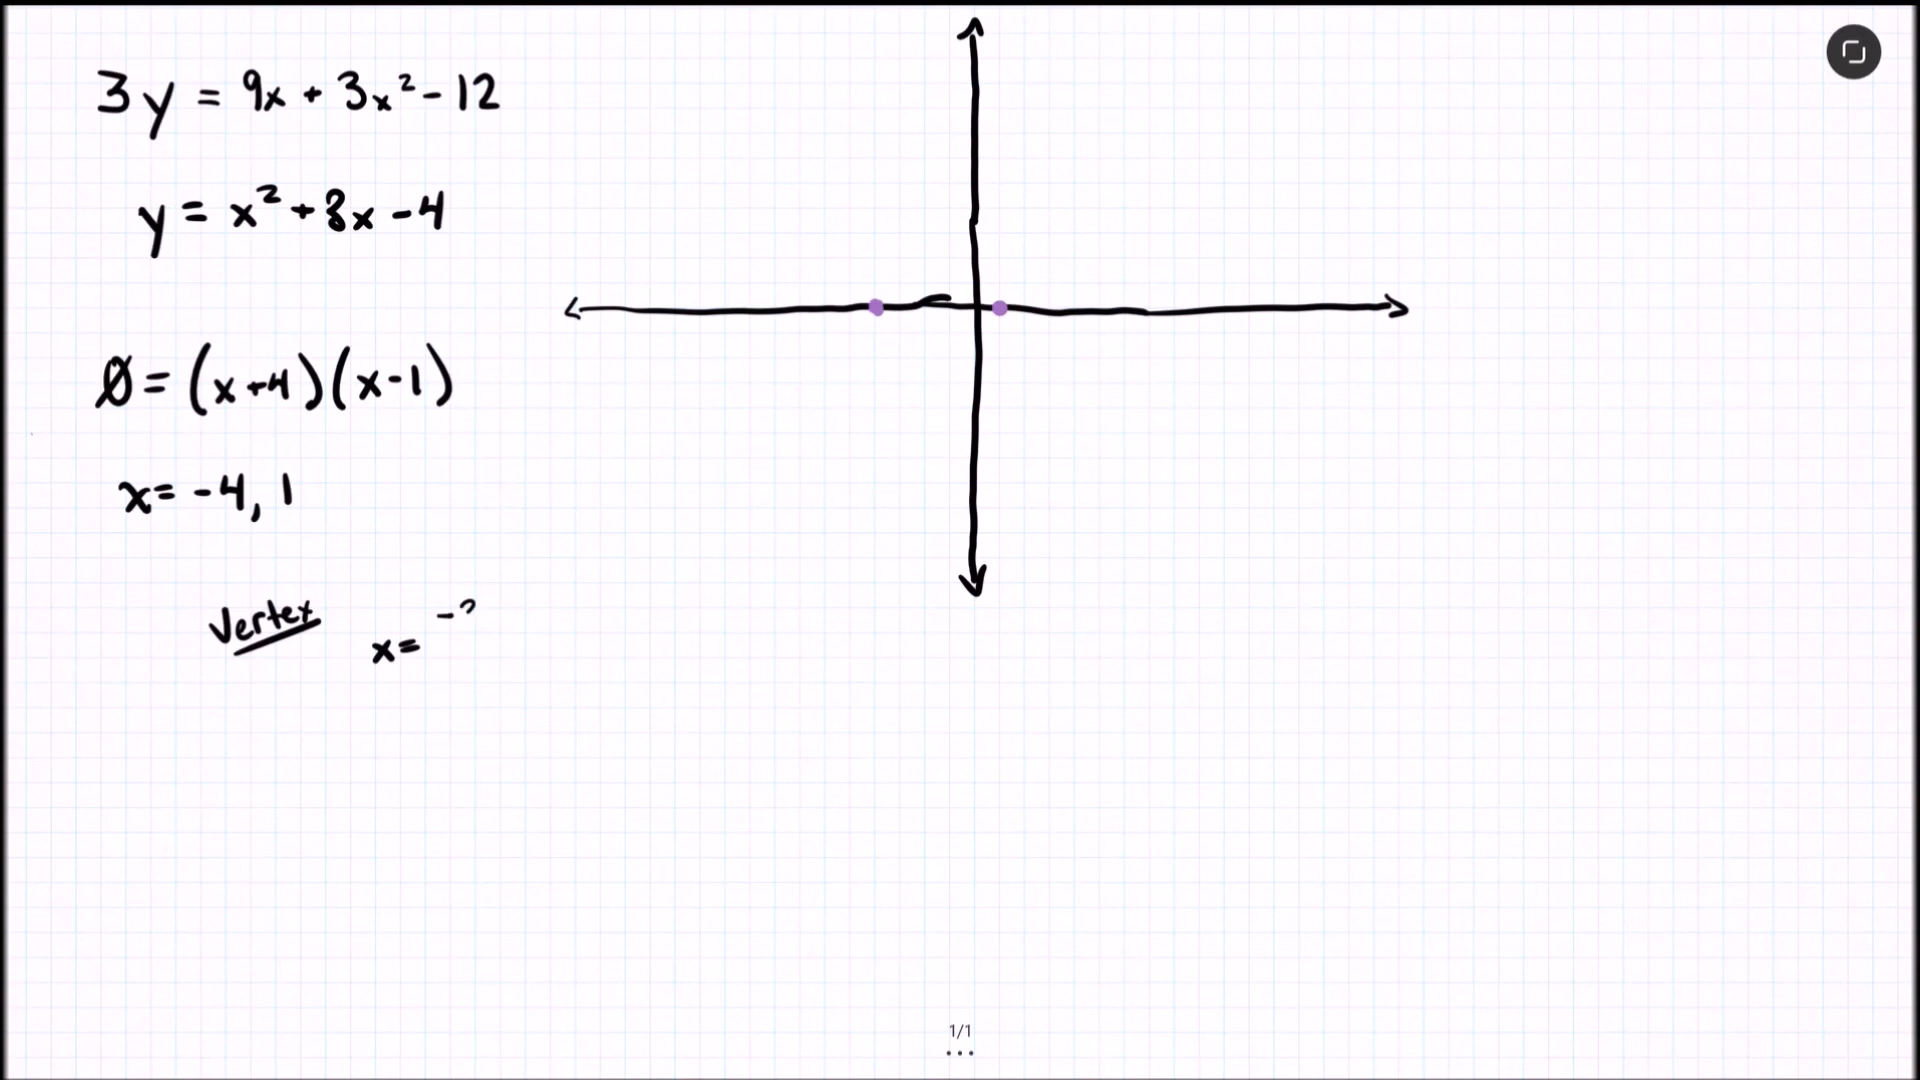 3y = 9x + 3x² - 12
y = x² + 3x - 4
0 = (x+4)(x-1)
x = -4, 1
Vertex x = -
1/1